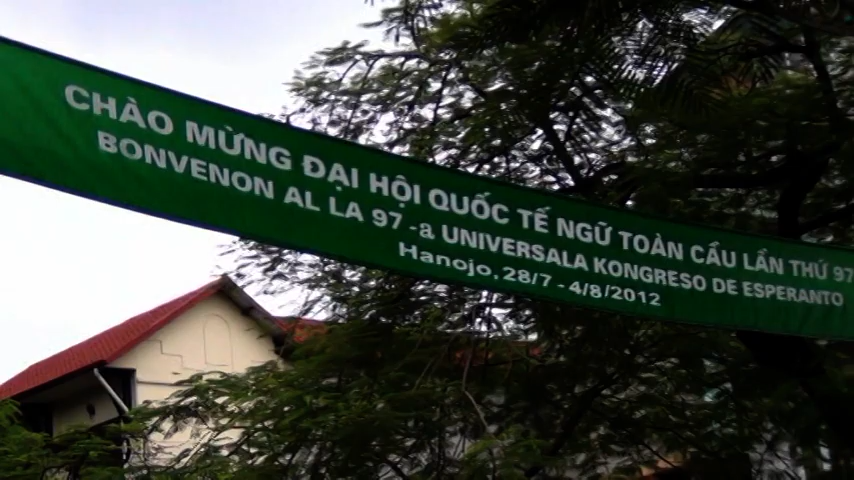 CHÀO MỪNG ĐẠI HỘI QUỐC TẾ NGỮ TOÀN CẦU LẦN THỨ 97
BONVENON AL LA 97-a UNIVERSALA KONGRESO DE ESPERANTO
Hanojo, 28/7 - 4/8/2012